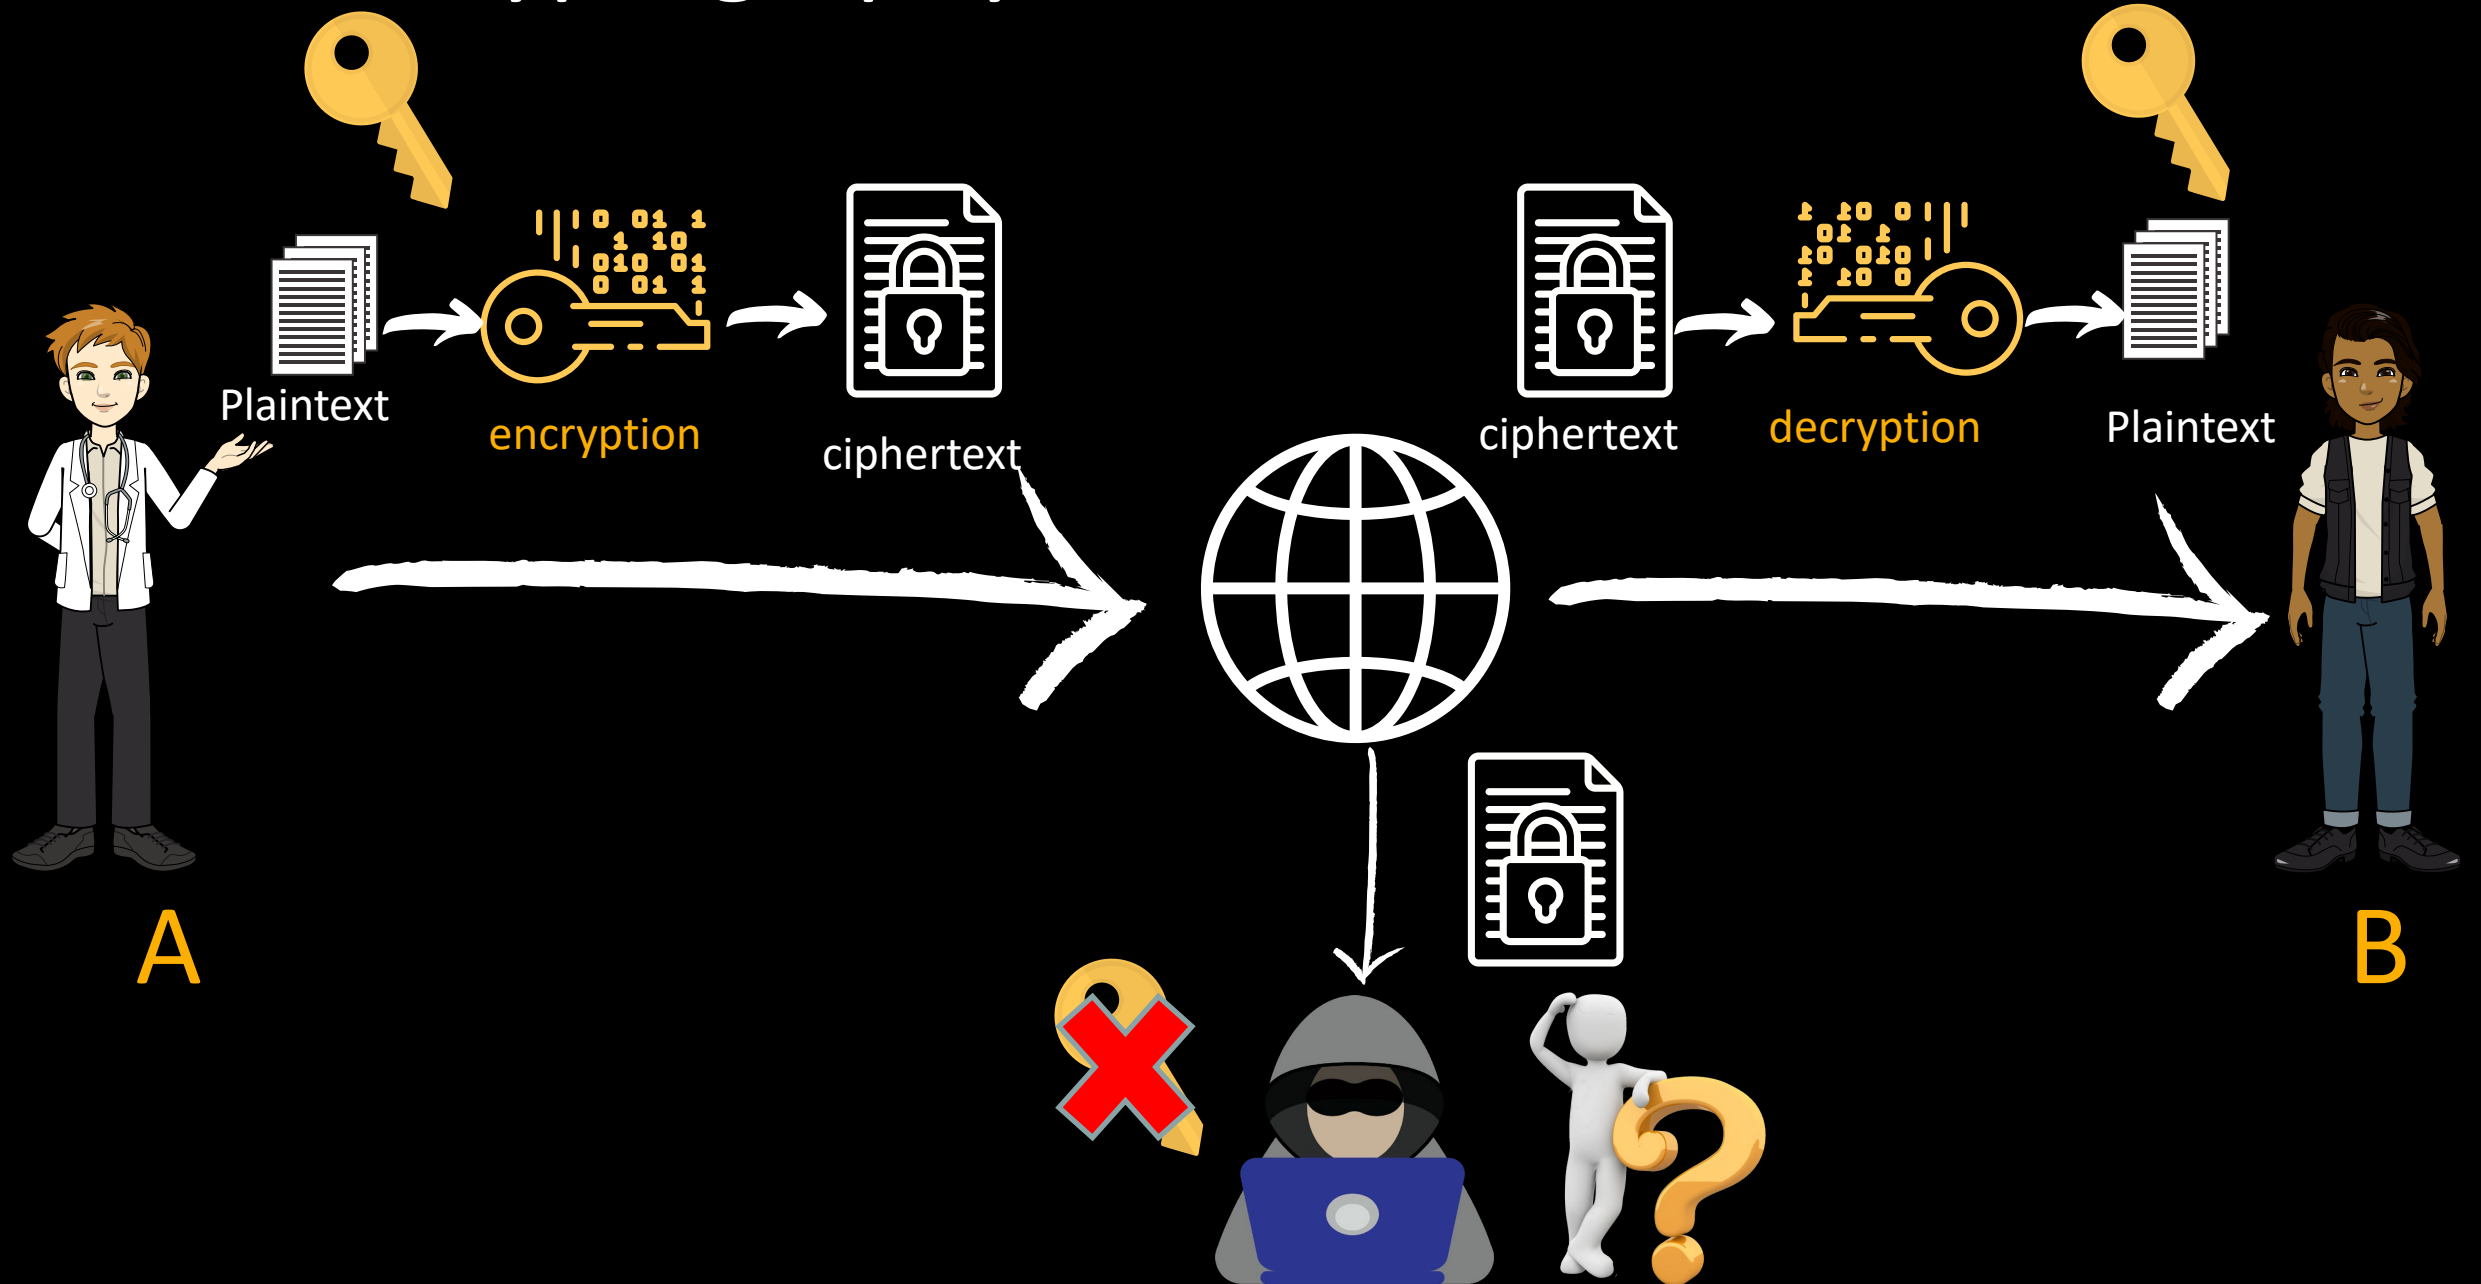 Plaintext
encryption
ciphertext
ciphertext
decryption
Plaintext
A
B